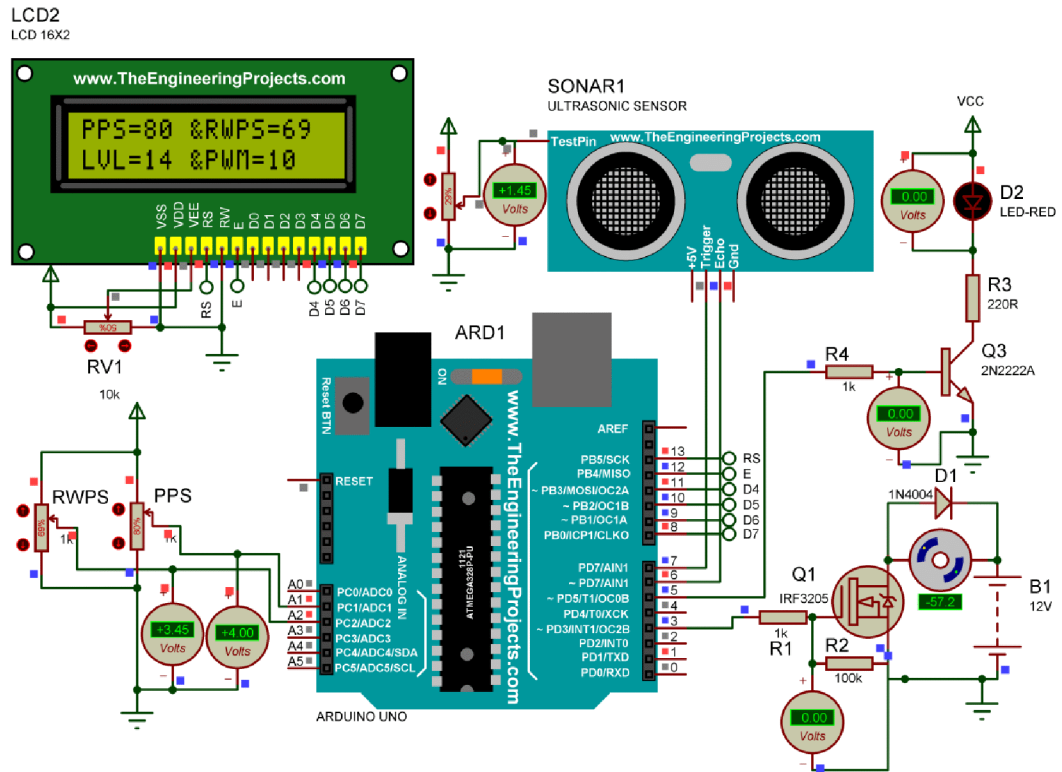 LCD2
LCD 16X2
www.TheEngineeringProjects.com
PPS=80 &RWPS=69
LVL=14 &PWM=10
VSS
VDD
VEE
RS
RW
E
D0
D1
D2
D3
D4
D5
D6
D7
RS
E
D4
D5
D6
D7
50%
RV1
10k
SONAR1
ULTRASONIC SENSOR
TestPin
www.TheEngineeringProjects.com
29%
+1.45
Volts
+5V
Trigger
Echo
Gnd
VCC
0.00
Volts
D2
LED-RED
R3
220R
Q3
2N2222A
R4
1k
0.00
Volts
ARD1
Reset BTN
ON
www.TheEngineeringProjects.com
ANALOG IN
ATMEGA328P-PU
1121
RESET
AREF
PB5/SCK 13 RS
PB4/MISO 12 E
~ PB3/MOSI/OC2A 11 D4
~ PB2/OC1B 10 D5
~ PB1/OC1A 9 D6
PB0/ICP1/CLKO 8 D7
PD7/AIN1 7
~ PD7/AIN1 6
~ PD5/T1/OC0B 5
PD4/T0/XCK 4
~ PD3/INT1/OC2B 3
PD2/INT0 2
PD1/TXD 1
PD0/RXD 0
A0 PC0/ADC0
A1 PC1/ADC1
A2 PC2/ADC2
A3 PC3/ADC3
A4 PC4/ADC4/SDA
A5 PC5/ADC5/SCL
ARDUINO UNO
RWPS
69%
1k
PPS
80%
1k
+3.45
Volts
+4.00
Volts
D1
1N4004
Q1
IRF3205
-57.2
B1
12V
R1
1k
R2
100k
0.00
Volts